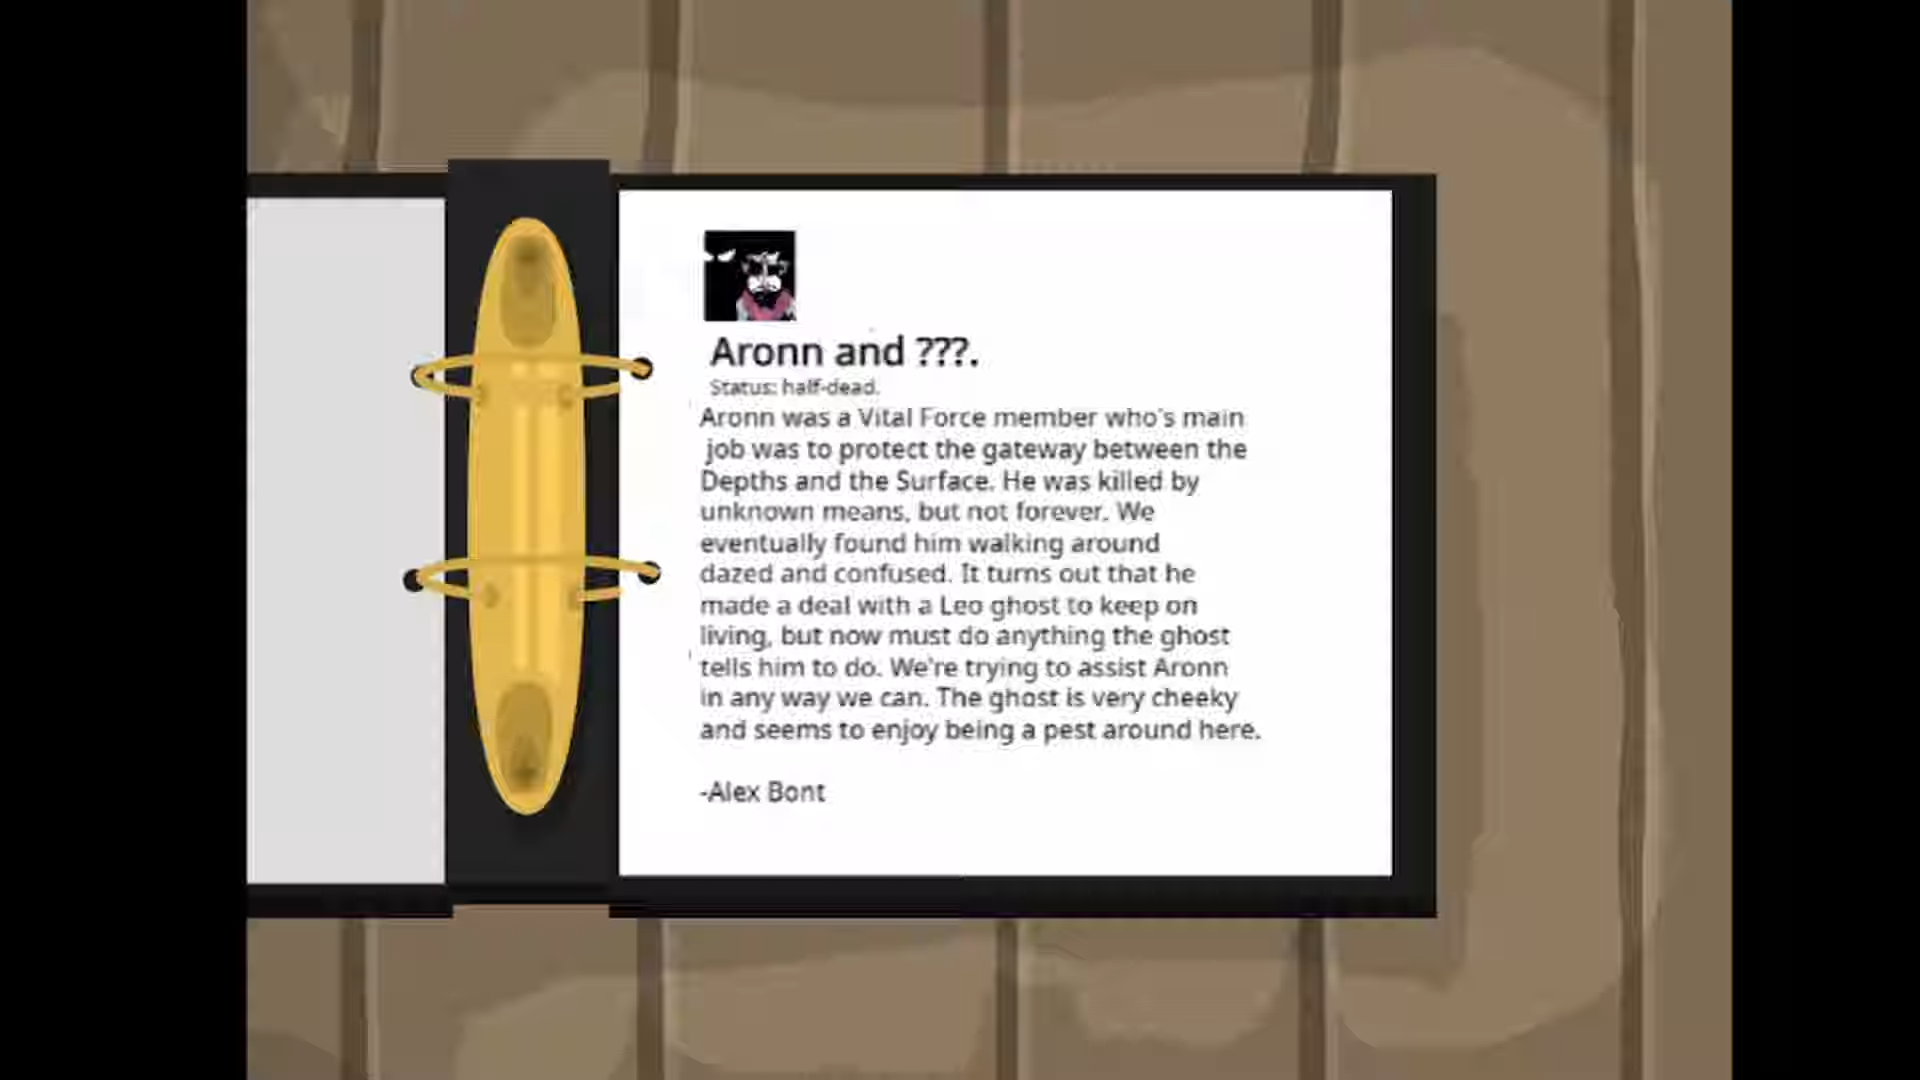 Aronn and ???.
Status: half-dead.
Aronn was a Vital Force member who's main
job was to protect the gateway between the
Depths and the Surface. He was killed by
unknown means, but not forever. We
eventually found him walking around
dazed and confused. It turns out that he
made a deal with a Leo ghost to keep on
living, but now must do anything the ghost
tells him to do. We're trying to assist Aronn
in any way we can. The ghost is very cheeky
and seems to enjoy being a pest around here.
-Alex Bont